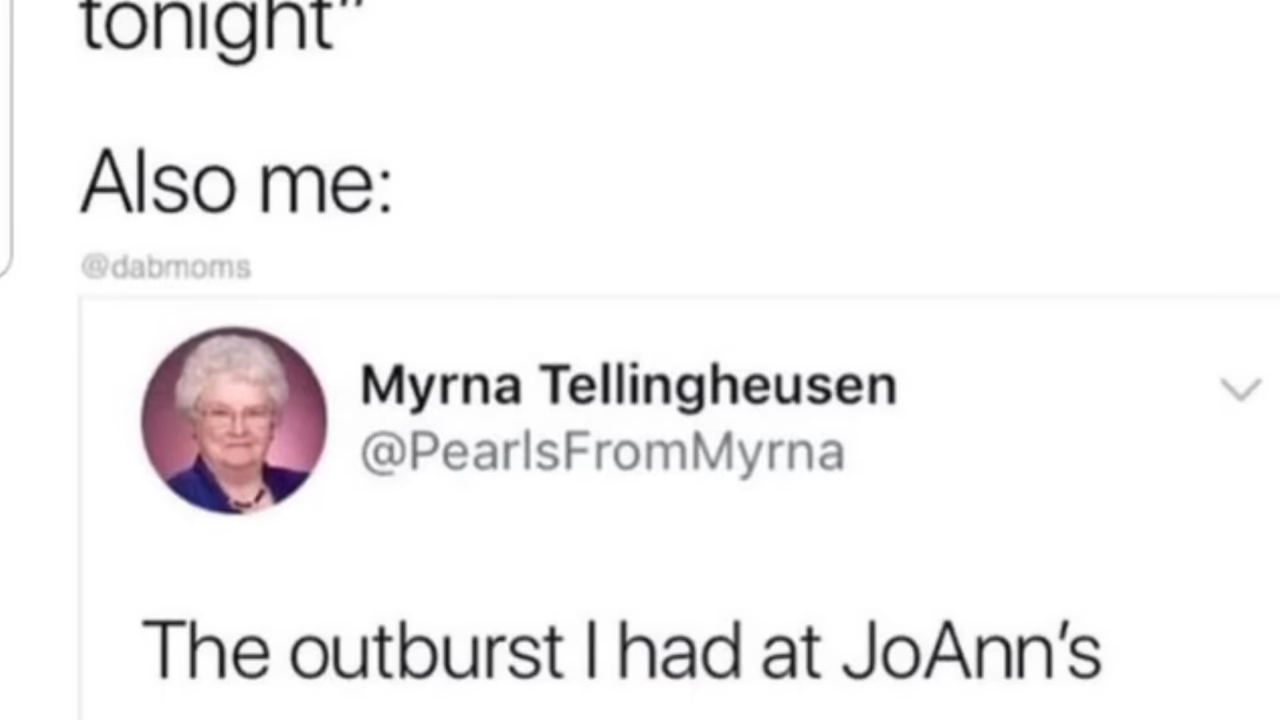 tonight”
Also me:
@dabmoms
Myrna Tellingheusen
@PearlsFromMyrna
The outburst I had at JoAnn’s